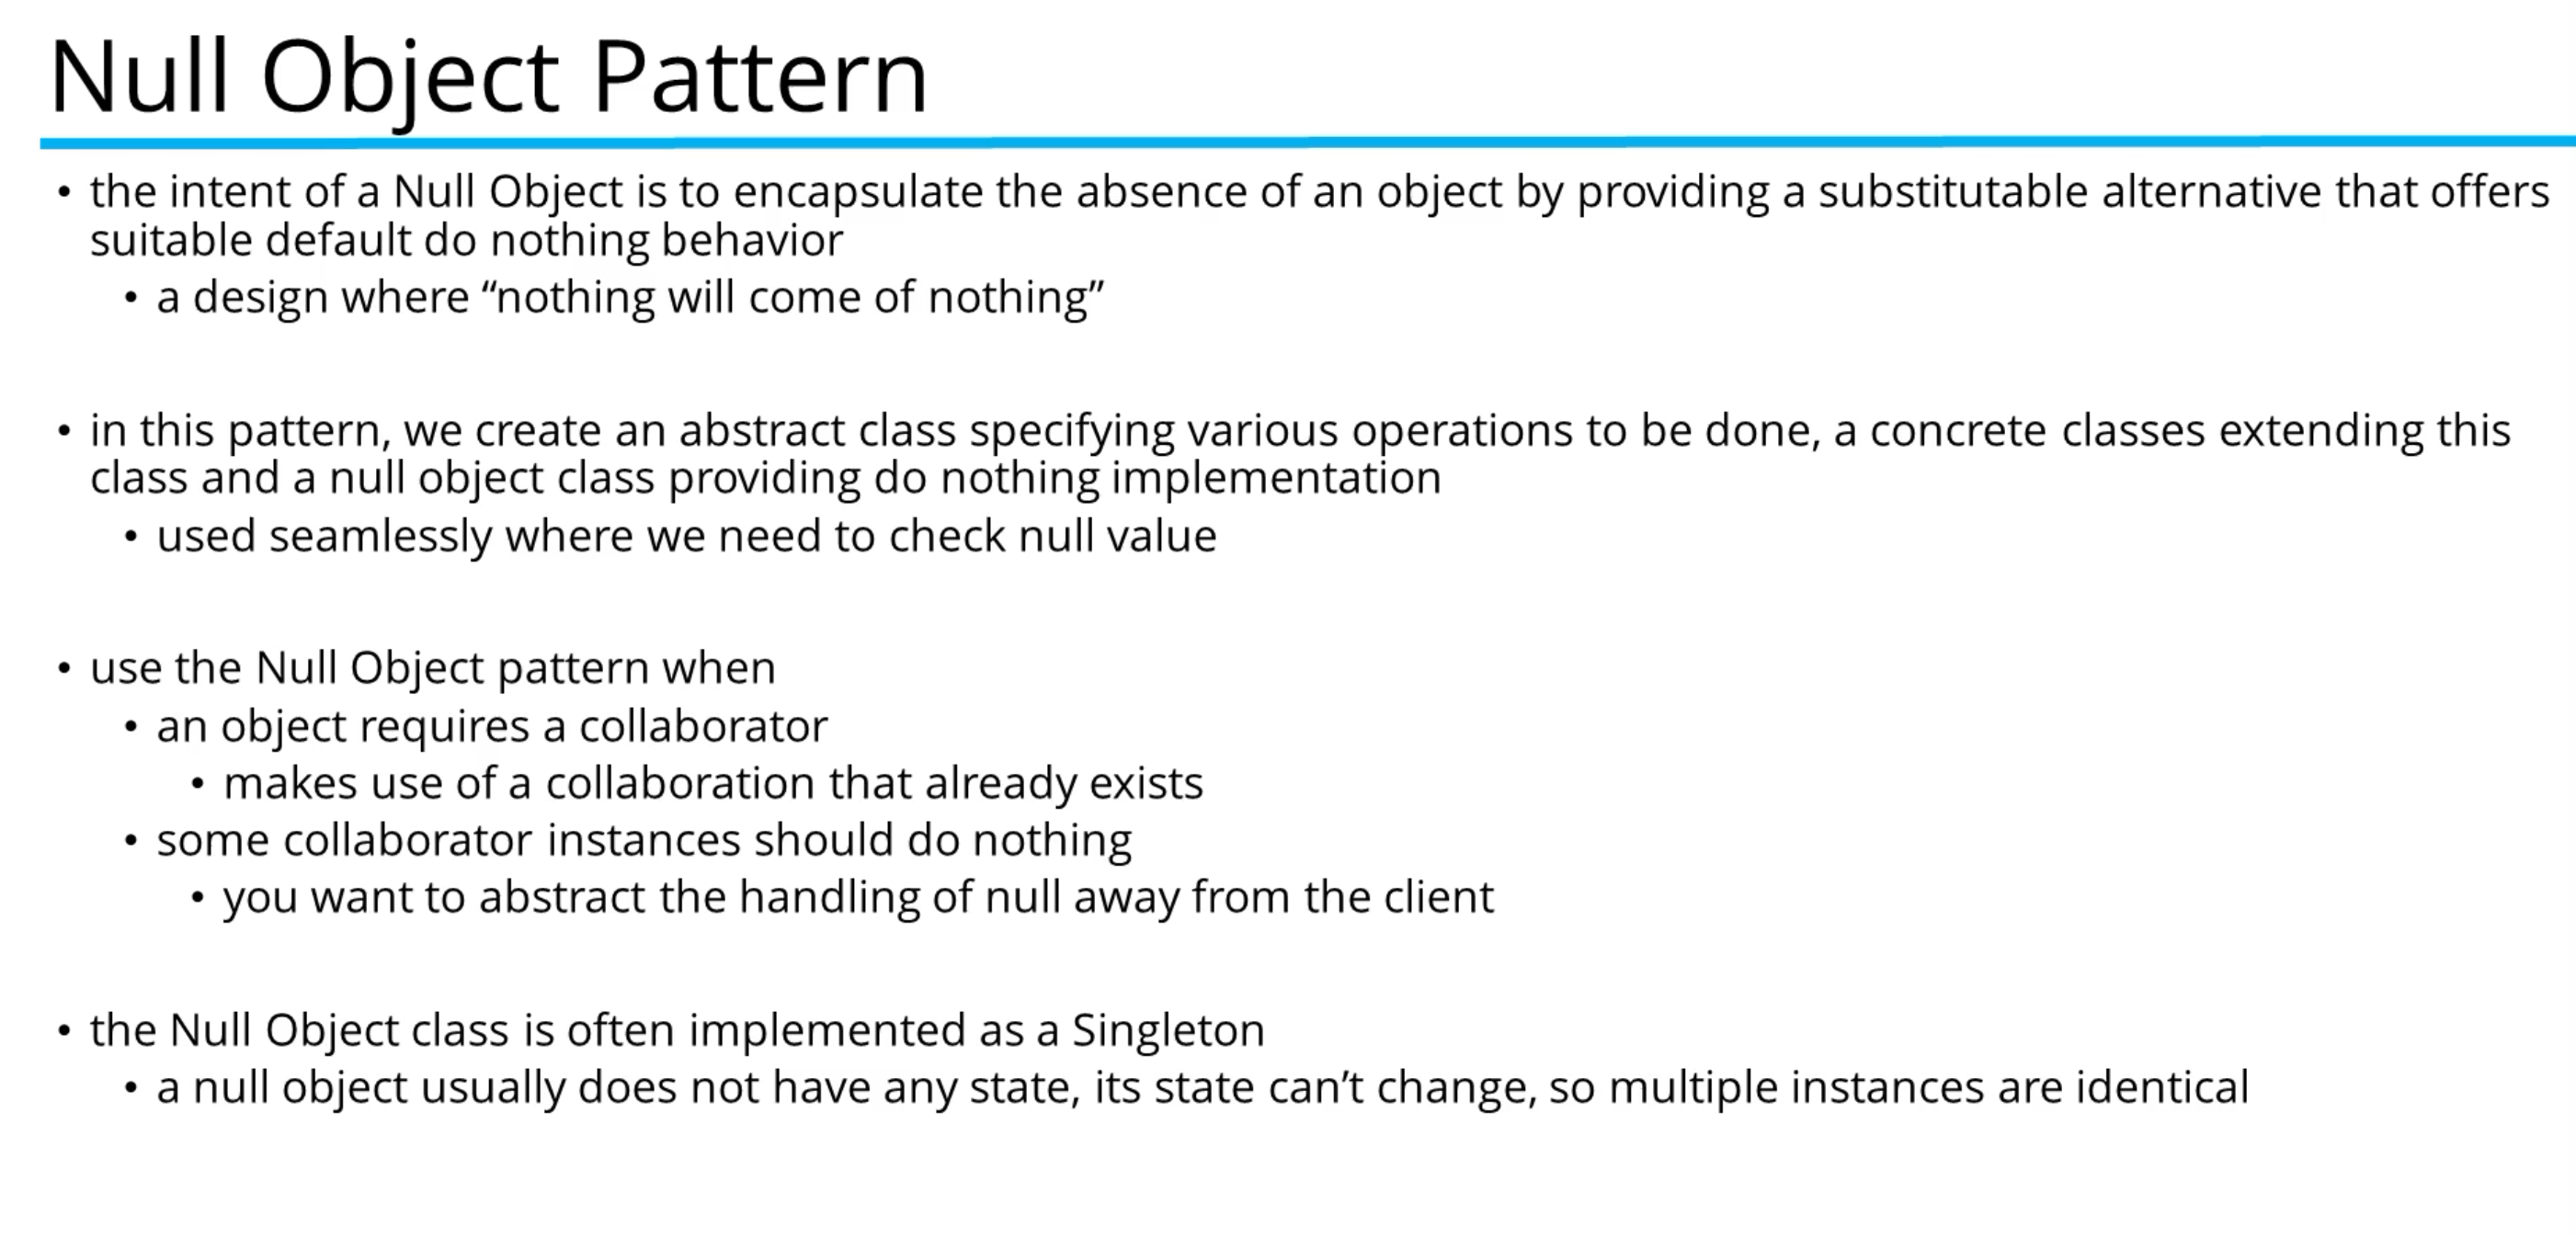 Null Object Pattern
• the intent of a Null Object is to encapsulate the absence of an object by providing a substitutable alternative that offers
suitable default do nothing behavior
• a design where “nothing will come of nothing”
• in this pattern, we create an abstract class specifying various operations to be done, a concrete classes extending this
class and a null object class providing do nothing implementation
• used seamlessly where we need to check null value
• use the Null Object pattern when
• an object requires a collaborator
• makes use of a collaboration that already exists
• some collaborator instances should do nothing
• you want to abstract the handling of null away from the client
• the Null Object class is often implemented as a Singleton
• a null object usually does not have any state, its state can’t change, so multiple instances are identical